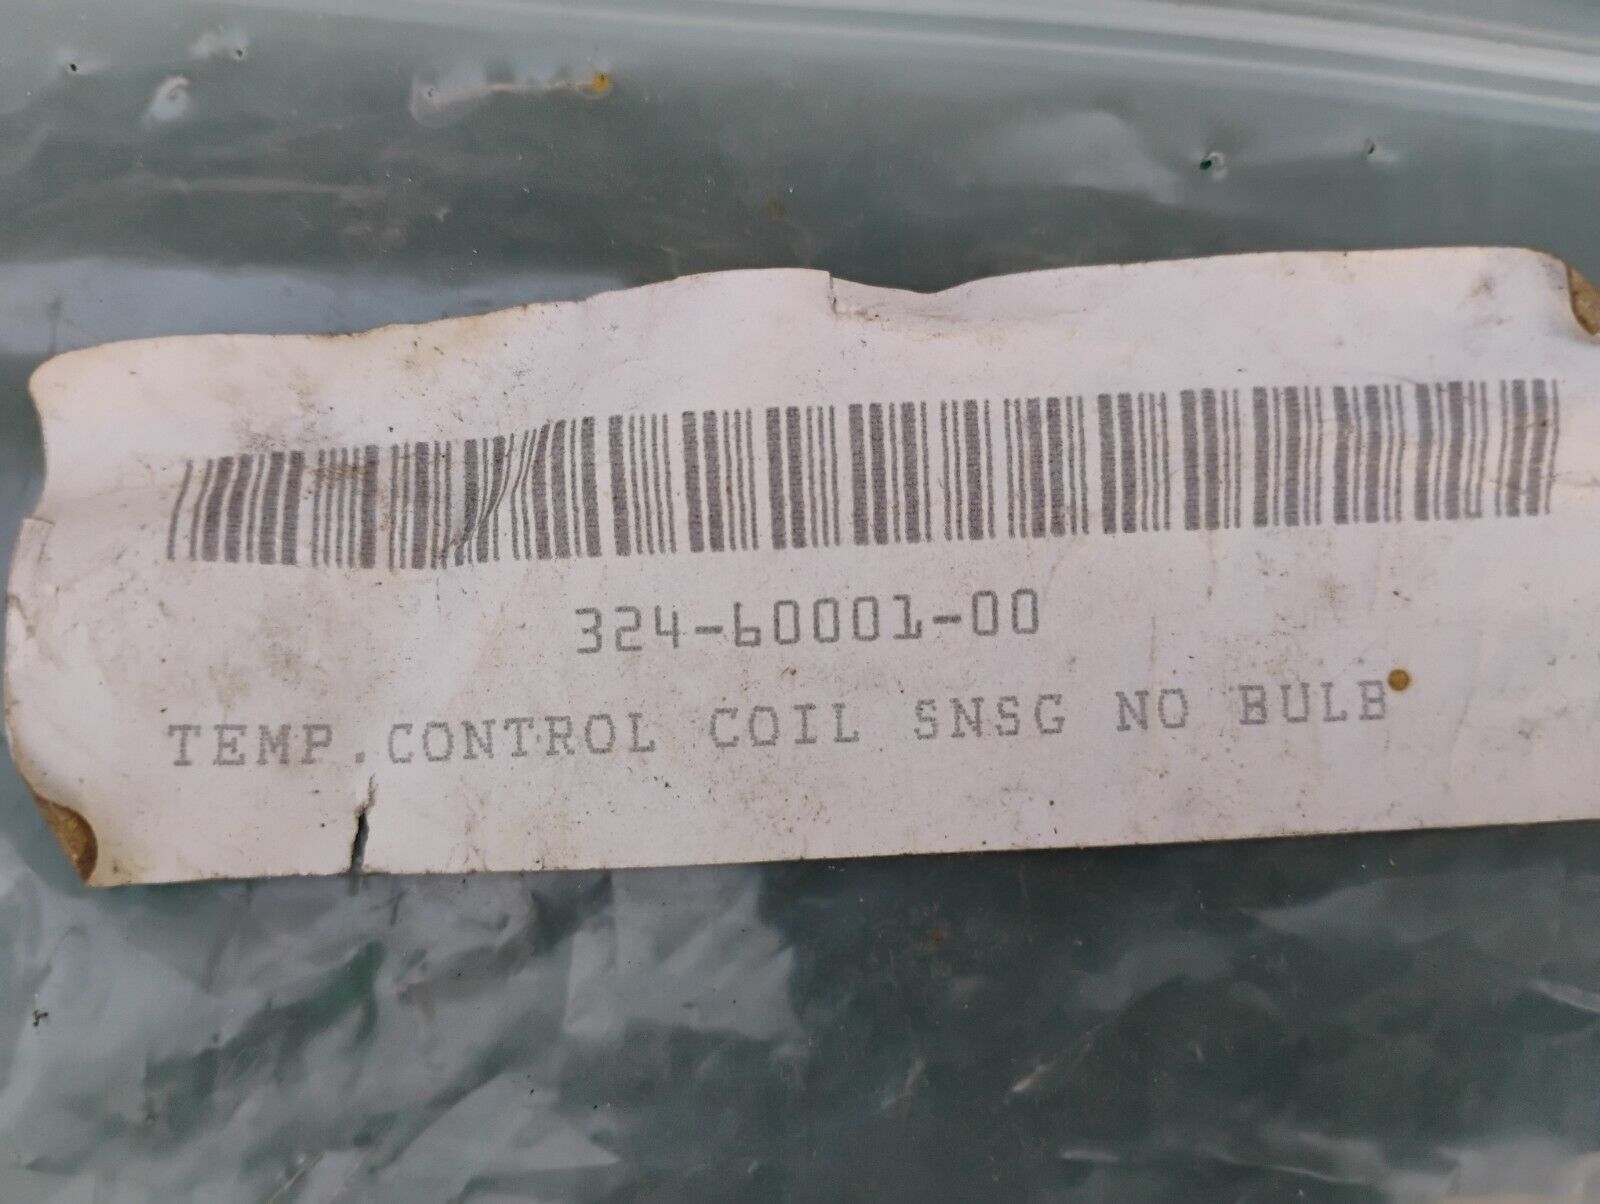 324-60001-00
TEMP.CONTROL COIL SNSG NO BULB